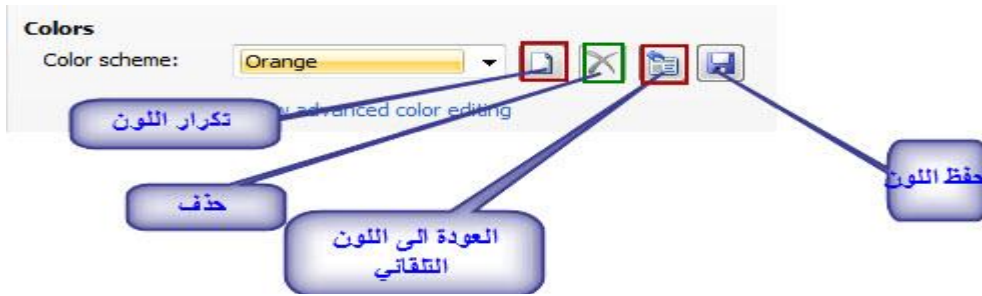 Colors
Color scheme: Orange
advanced color editing
تكرار اللون
حذف
العودة الى اللون
التلقائي
حفظ اللون